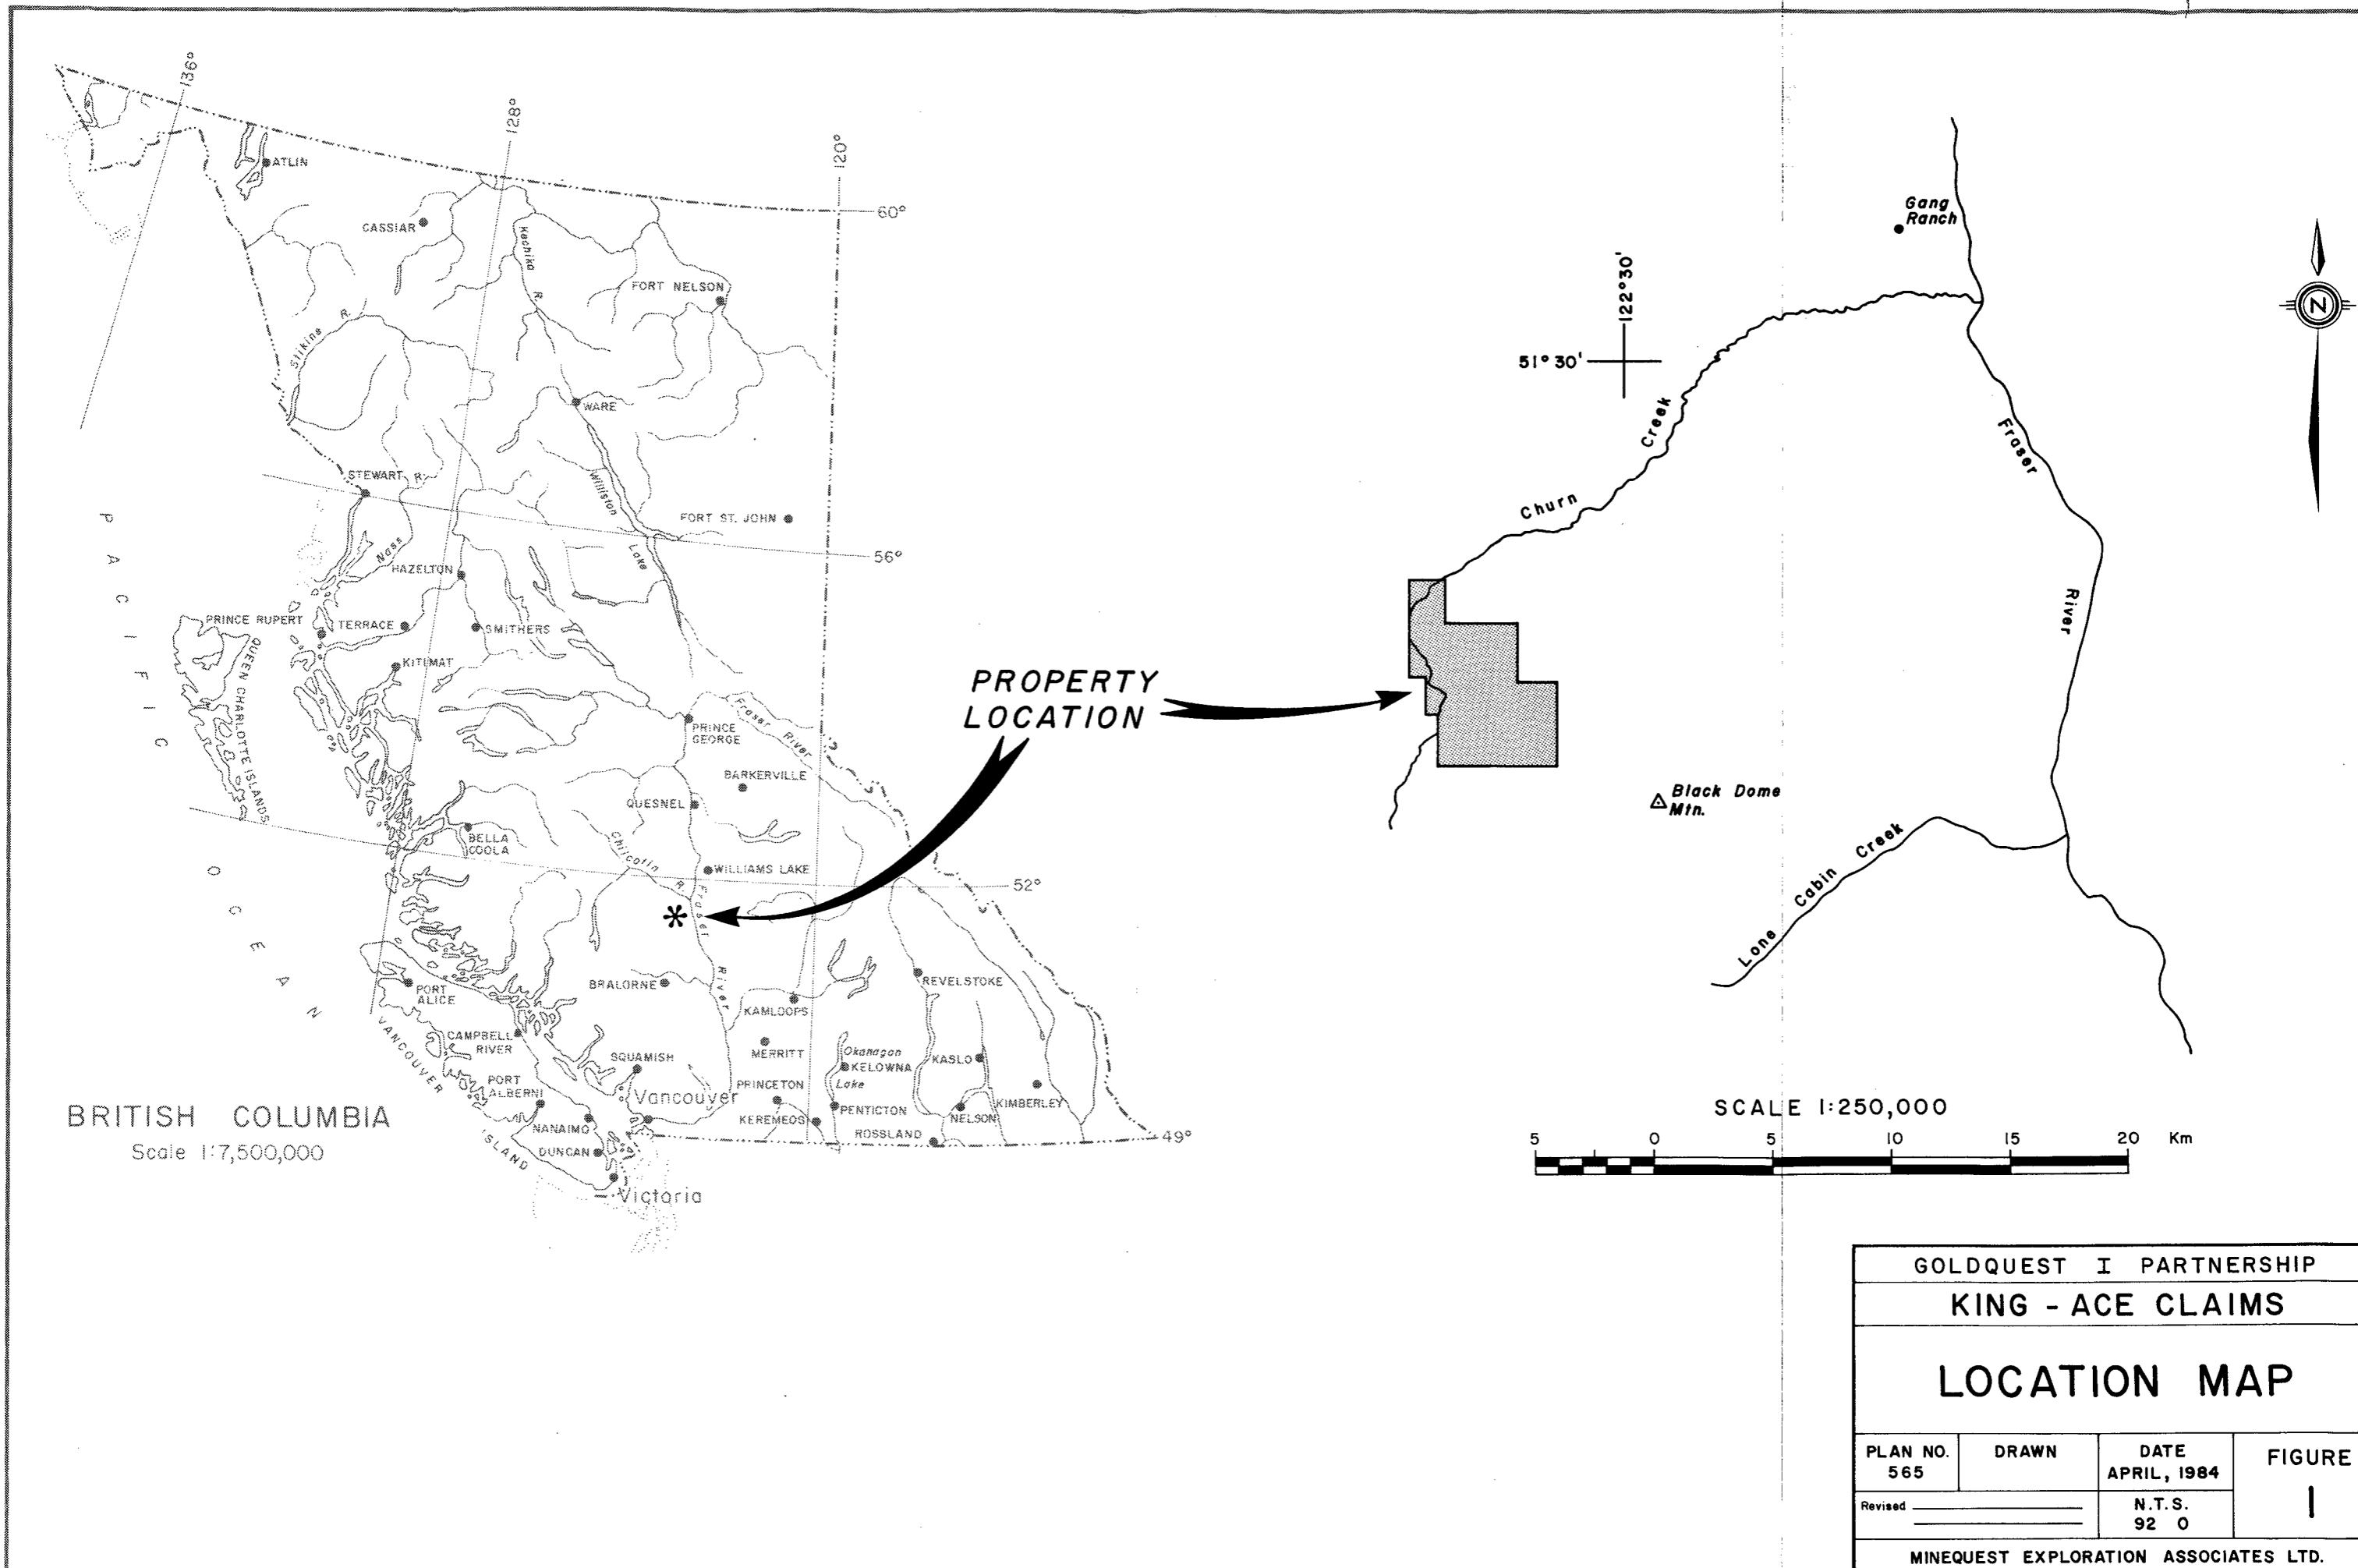 136°
128°
120°
ATLIN
60°
CASSIAR
Kechika
R.
FORT NELSON
Stikine R.
WARE
STEWART
R.
Williston
Lake
FORT ST. JOHN
56°
Nass
HAZELTON
PRINCE RUPERT
TERRACE
SMITHERS
KITIMAT
QUEEN CHARLOTTE ISLANDS
PACIFIC
OCEAN
PRINCE
GEORGE
Fraser River
BARKERVILLE
QUESNEL
BELLA
COOLA
Chilcotin R.
WILLIAMS LAKE
52°
*
Fraser
River
BRALORNE
PORT
ALICE
KAMLOOPS
REVELSTOKE
CAMPBELL
RIVER
MERRITT
Okanagan
KELOWNA
Lake
KASLO
SQUAMISH
PORT
ALBERNI
PRINCETON
Vancouver
KEREMEOS
PENTICTON
NELSON
KIMBERLEY
ROSSLAND
49°
NANAIMO
DUNCAN
Victoria
VANCOUVER
ISLAND
BRITISH COLUMBIA
Scale 1:7,500,000
PROPERTY
LOCATION
Gang
Ranch
122°30'
51°30'
Churn Creek
Fraser
River
Black Dome
Mtn.
Lone Cabin Creek
N
SCALE 1:250,000
5 0 5 10 15 20 Km
GOLDQUEST I PARTNERSHIP
KING - ACE CLAIMS
LOCATION MAP
PLAN NO.
565
DRAWN
DATE
APRIL, 1984
FIGURE
1
Revised
N.T.S.
92 O
MINEQUEST EXPLORATION ASSOCIATES LTD.